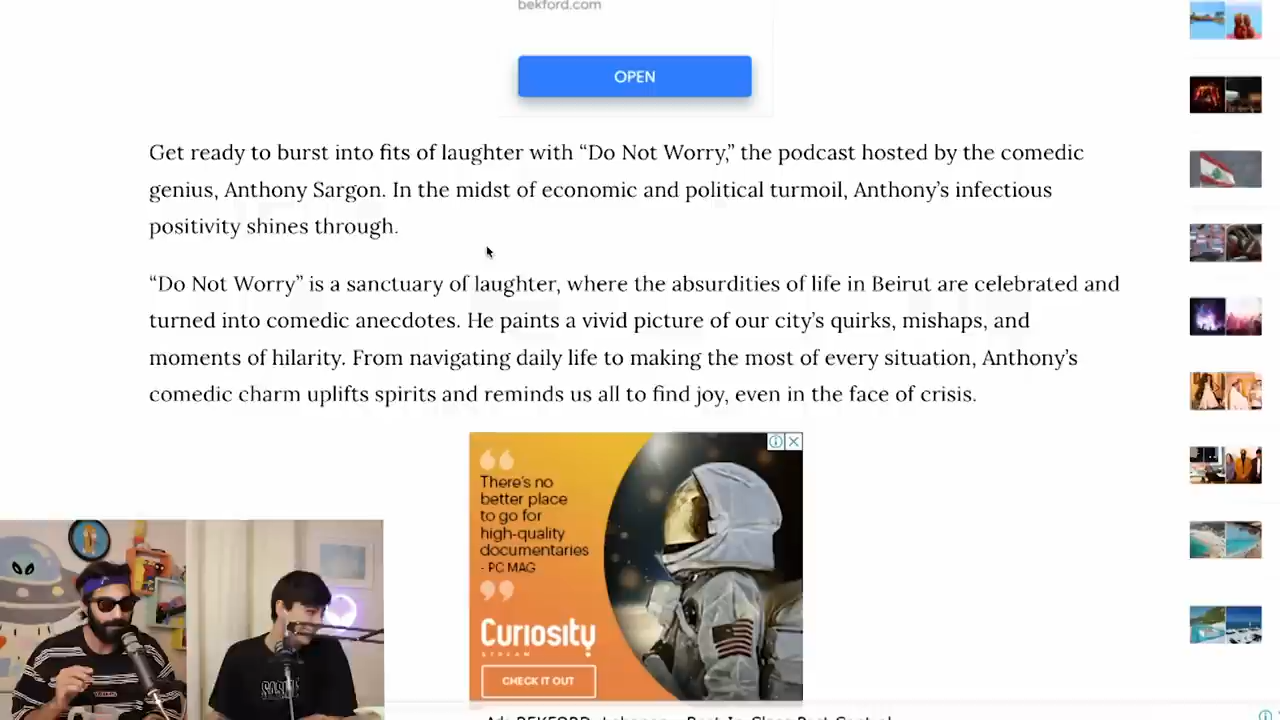 bekford.com
OPEN
Get ready to burst into fits of laughter with “Do Not Worry,” the podcast hosted by the comedic
genius, Anthony Sargon. In the midst of economic and political turmoil, Anthony’s infectious
positivity shines through.
“Do Not Worry” is a sanctuary of laughter, where the absurdities of life in Beirut are celebrated and
turned into comedic anecdotes. He paints a vivid picture of our city’s quirks, mishaps, and
moments of hilarity. From navigating daily life to making the most of every situation, Anthony’s
comedic charm uplifts spirits and reminds us all to find joy, even in the face of crisis.
“
There’s no
better place
to go for
high-quality
documentaries
- PC MAG
”
CURIOSITY
STREAM
CHECK IT OUT